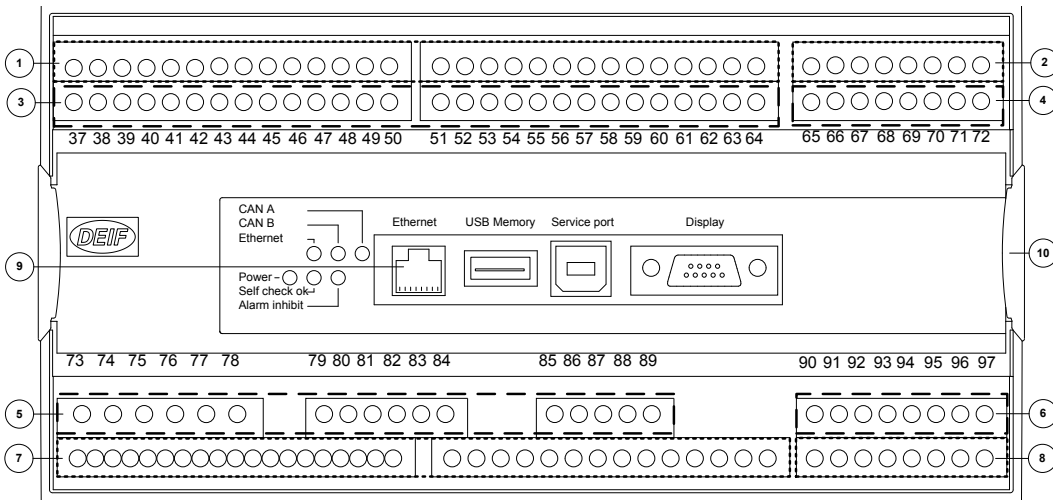 1 2
3 4
37 38 39 40 41 42 43 44 45 46 47 48 49 50 51 52 53 54 55 56 57 58 59 60 61 62 63 64 65 66 67 68 69 70 71 72
CAN A
CAN B
Ethernet
Ethernet USB Memory Service port Display
DEIF
9 10
Power
Self check ok
Alarm inhibit
73 74 75 76 77 78 79 80 81 82 83 84 85 86 87 88 89 90 91 92 93 94 95 96 97
5 6
7 8